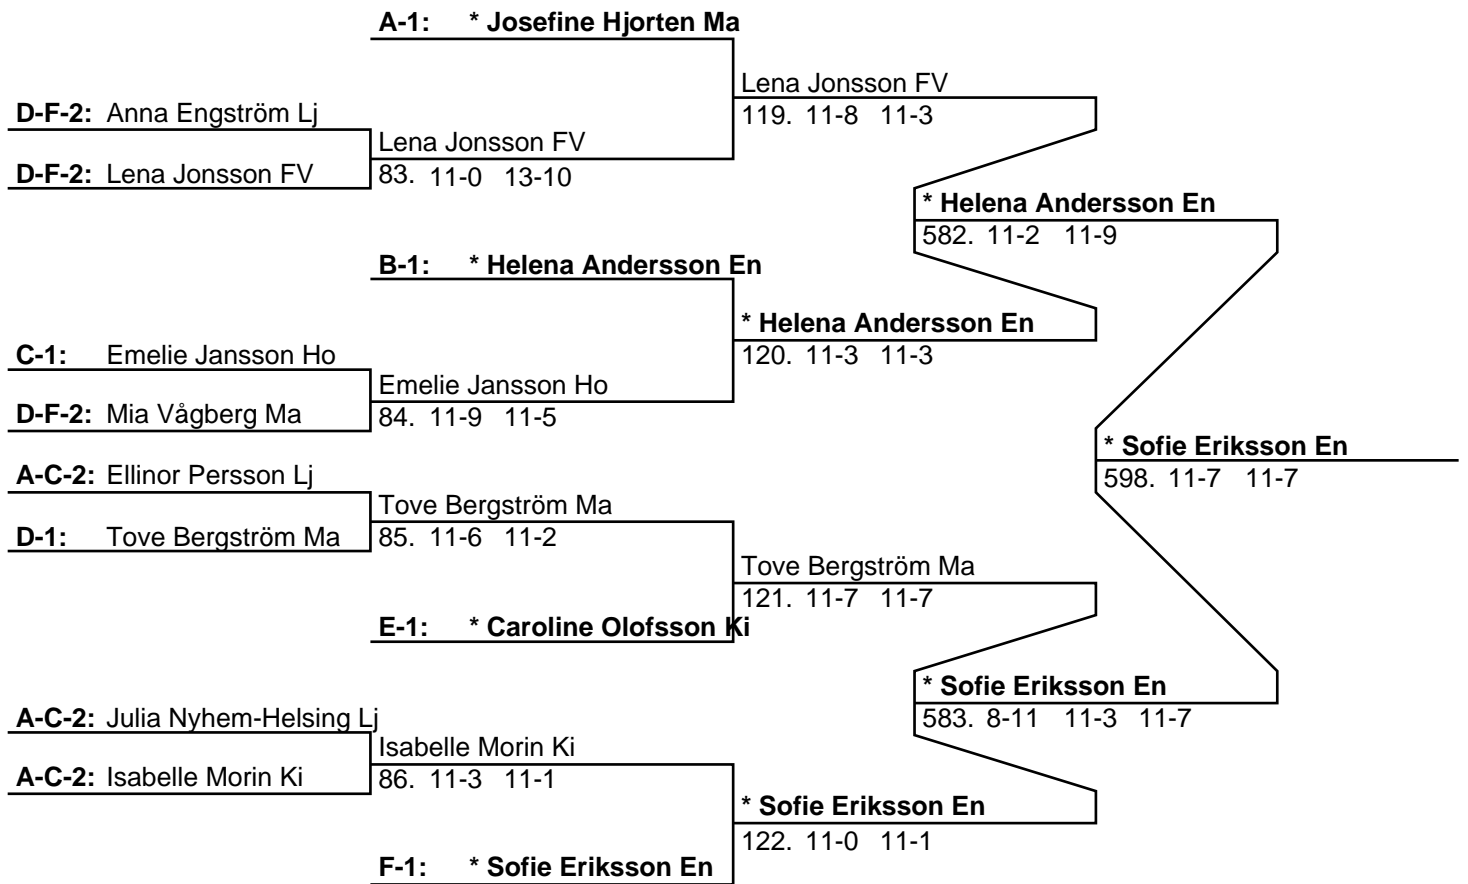 A-1: * Josefine Hjorten Ma
Lena Jonsson FV
D-F-2: Anna Engström Lj
119. 11-8 11-3
Lena Jonsson FV
D-F-2: Lena Jonsson FV
83. 11-0 13-10
* Helena Andersson En
582. 11-2 11-9
B-1: * Helena Andersson En
* Helena Andersson En
C-1: Emelie Jansson Ho
120. 11-3 11-3
Emelie Jansson Ho
D-F-2: Mia Vågberg Ma
84. 11-9 11-5
* Sofie Eriksson En
A-C-2: Ellinor Persson Lj
598. 11-7 11-7
Tove Bergström Ma
D-1: Tove Bergström Ma
85. 11-6 11-2
Tove Bergström Ma
121. 11-7 11-7
E-1: * Caroline Olofsson Ki
* Sofie Eriksson En
A-C-2: Julia Nyhem-Helsing Lj
583. 8-11 11-3 11-7
Isabelle Morin Ki
A-C-2: Isabelle Morin Ki
86. 11-3 11-1
* Sofie Eriksson En
122. 11-0 11-1
F-1: * Sofie Eriksson En